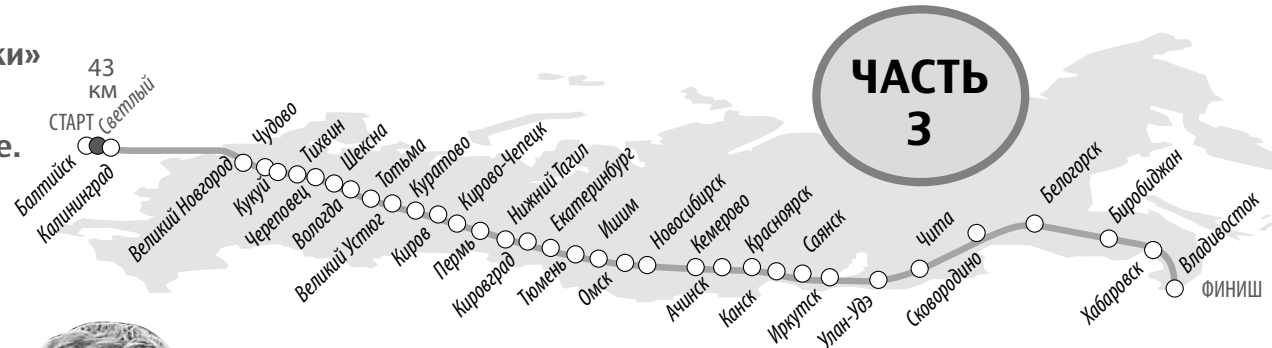 ки»
е.
43
км
СТАРТ
Светлый
Балтийск
Калининград
Великий Новгород
Чудово
Кукуй
Тихвин
Череповец
Шексна
Вологда
Тотьма
Великий Устюг
Куратово
Киров
Кирово-Чепецк
Пермь
Нижний Тагил
Кировград
Екатеринбург
Тюмень
Ишим
Омск
Новосибирск
Кемерово
Ачинск
Красноярск
Канск
Саянск
Иркутск
Улан-Удэ
Чита
Сковородино
Белогорск
Биробиджан
Хабаровск
Владивосток
ФИНИШ
ЧАСТЬ
3